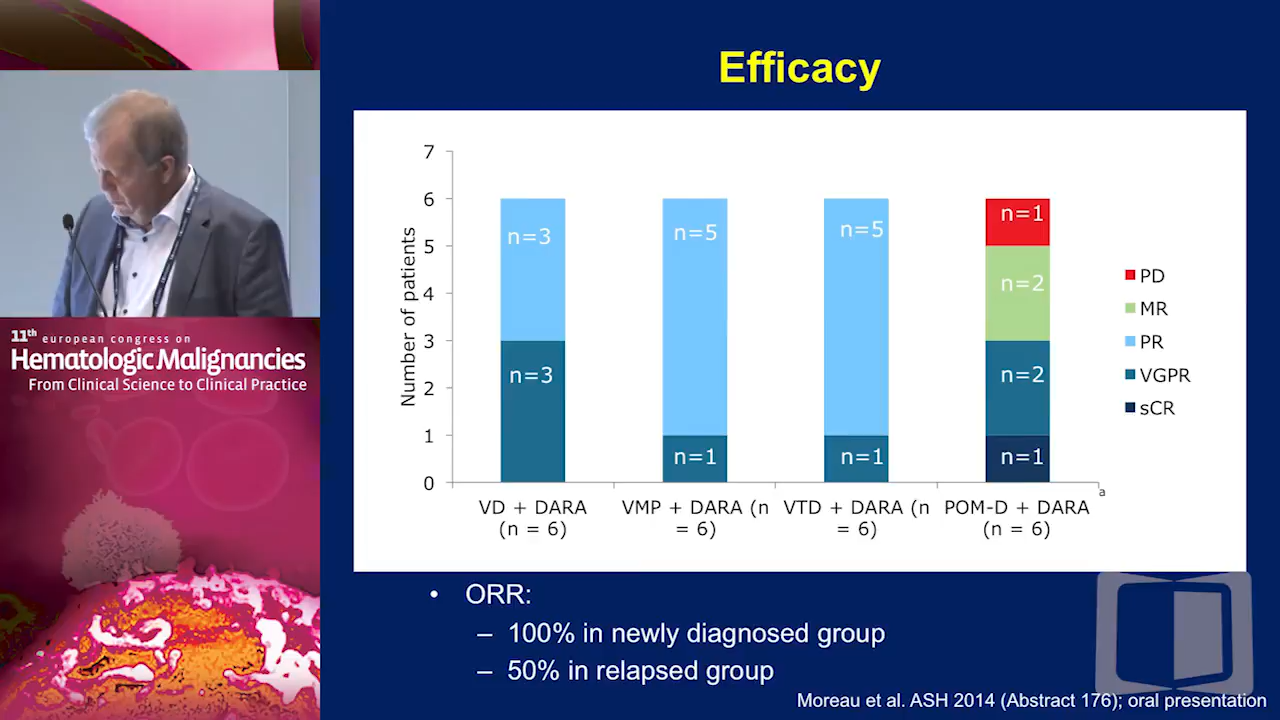 Efficacy
7
6
5
4
3
2
1
0
Number of patients
n=3
n=3
n=5
n=1
n=5
n=1
n=1
n=2
n=2
n=1
PD
MR
PR
VGPR
sCR
VD + DARA
(n = 6)
VMP + DARA (n
= 6)
VTD + DARA (n
= 6)
POM-D + DARA
(n = 6)
a
• ORR:
– 100% in newly diagnosed group
– 50% in relapsed group
Moreau et al. ASH 2014 (Abstract 176); oral presentation
11th european congress on
Hematologic Malignancies
From Clinical Science to Clinical Practice